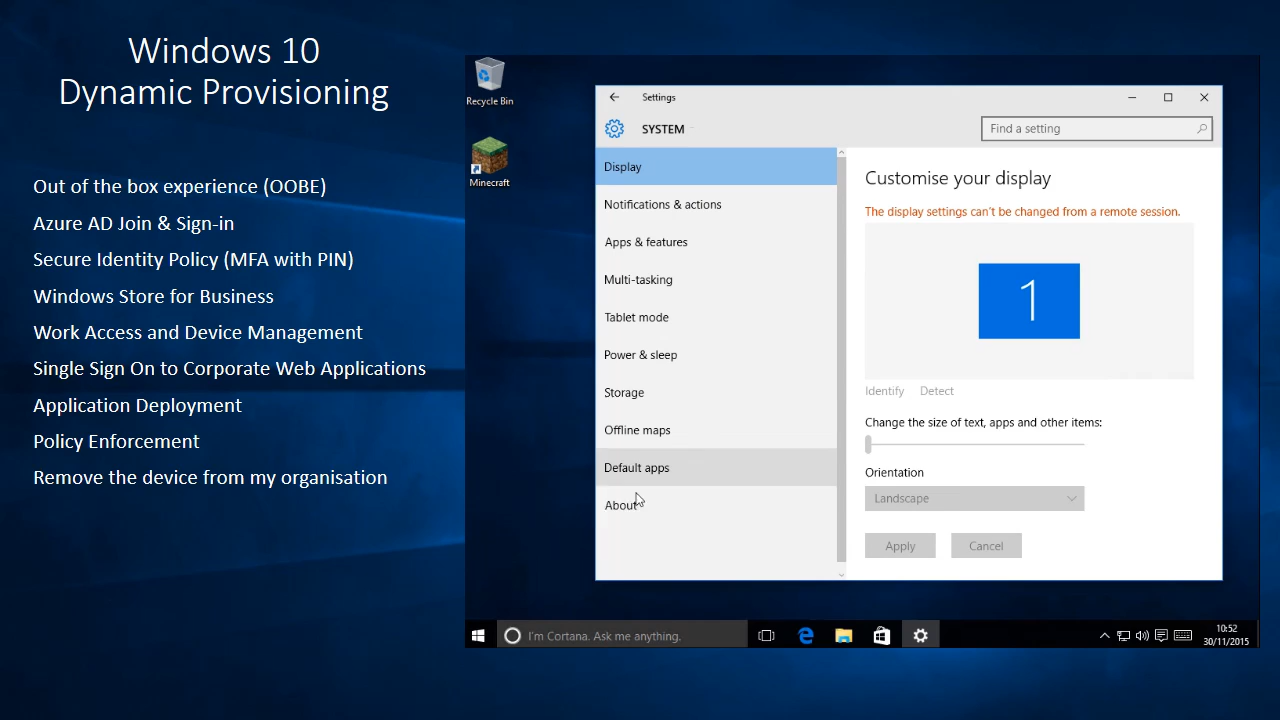 Windows 10
Dynamic Provisioning
Out of the box experience (OOBE)
Azure AD Join & Sign-in
Secure Identity Policy (MFA with PIN)
Windows Store for Business
Work Access and Device Management
Single Sign On to Corporate Web Applications
Application Deployment
Policy Enforcement
Remove the device from my organisation
Recycle Bin
Minecraft
Settings
SYSTEM
Find a setting
Display
Notifications & actions
Apps & features
Multi-tasking
Tablet mode
Power & sleep
Storage
Offline maps
Default apps
About
Customise your display
The display settings can't be changed from a remote session.
1
Identify Detect
Change the size of text, apps and other items:
Orientation
Landscape
Apply Cancel
I'm Cortana. Ask me anything.
10:52
30/11/2015